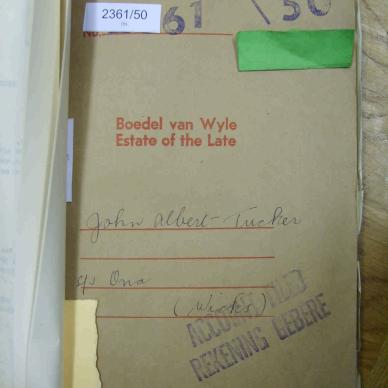 2361/50
No. 61 \ 50
Boedel van Wyle
Estate of the Late
John Albert Tucker
s/s Ona
(Wicks)
ACCOUNT FILED
REKENING GEBERE